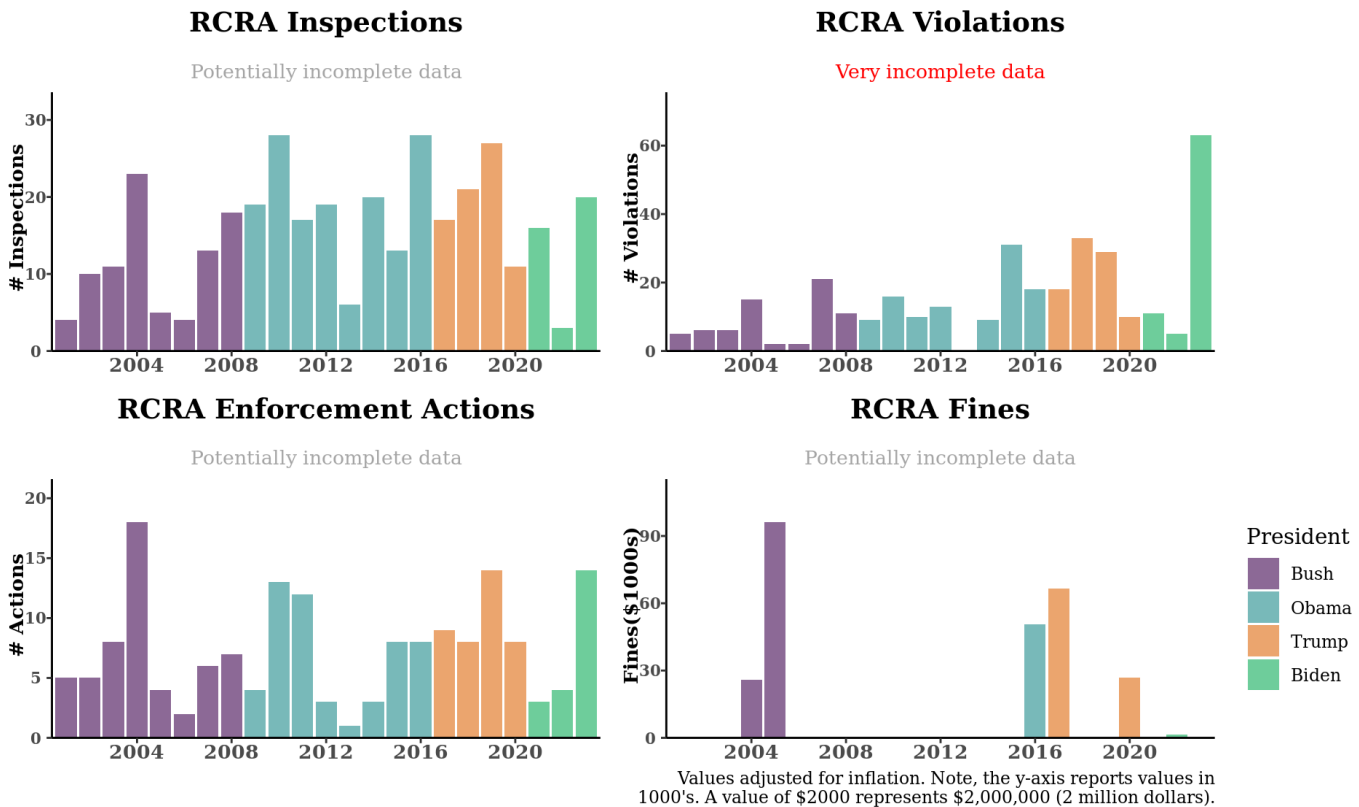 RCRA Inspections
Potentially incomplete data
# Inspections
30
20
10
0
2004 2008 2012 2016 2020
RCRA Violations
Very incomplete data
# Violations
60
40
20
0
2004 2008 2012 2016 2020
RCRA Enforcement Actions
Potentially incomplete data
# Actions
20
15
10
5
0
2004 2008 2012 2016 2020
RCRA Fines
Potentially incomplete data
Fines($1000s)
90
60
30
0
2004 2008 2012 2016 2020
President
Bush
Obama
Trump
Biden
Values adjusted for inflation. Note, the y-axis reports values in
1000's. A value of $2000 represents $2,000,000 (2 million dollars).